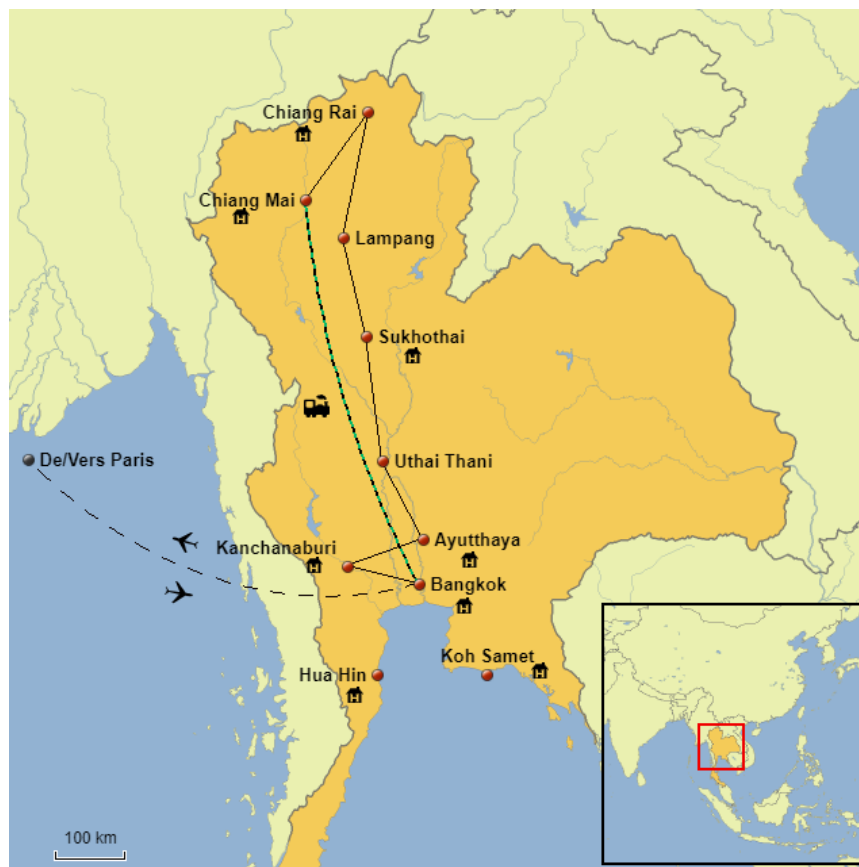 Chiang Rai
Chiang Mai
Lampang
Sukhothai
De/Vers Paris
Uthai Thani
Ayutthaya
Kanchanaburi
Bangkok
Koh Samet
Hua Hin
100 km